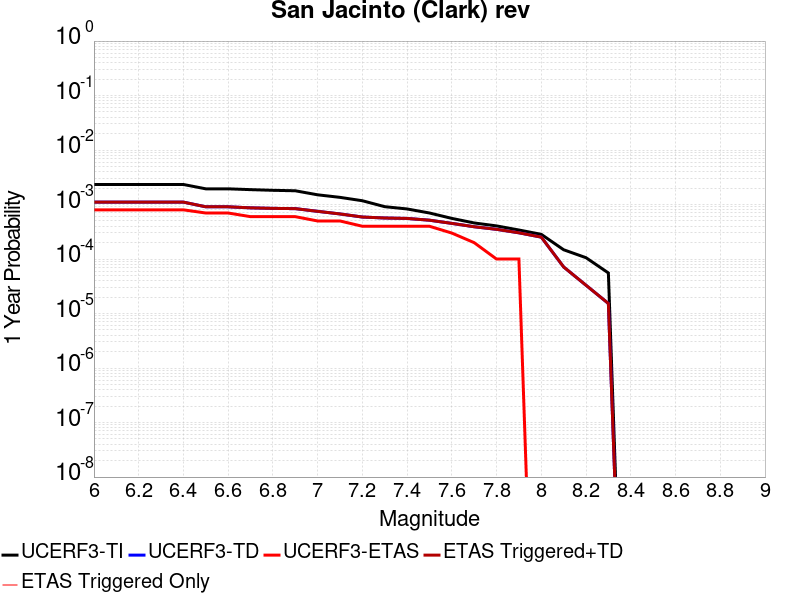 San Jacinto (Clark) rev
10^0
10^-1
10^-2
10^-3
10^-4
10^-5
10^-6
10^-7
10^-8
1 Year Probability
6 6.2 6.4 6.6 6.8 7 7.2 7.4 7.6 7.8 8 8.2 8.4 8.6 8.8 9
Magnitude
UCERF3-TI UCERF3-TD UCERF3-ETAS ETAS Triggered+TD
ETAS Triggered Only